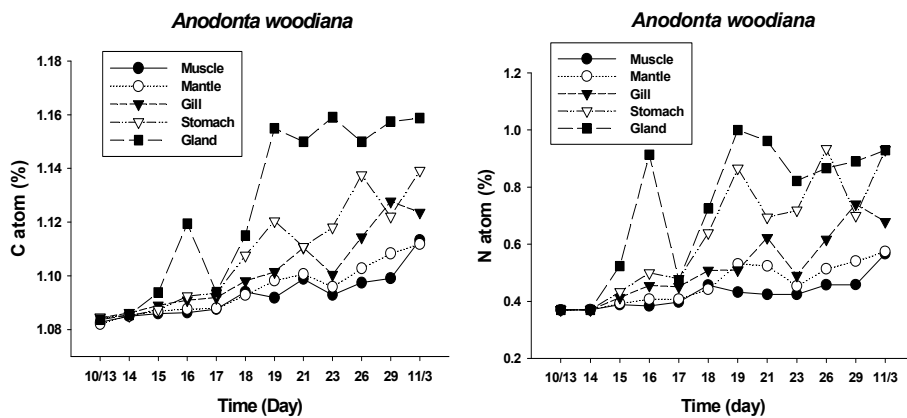 Anodonta woodiana
C atom (%)
1.18
1.16
1.14
1.12
1.10
1.08
Muscle
Mantle
Gill
Stomach
Gland
10/13 14 15 16 17 18 19 21 23 26 29 11/3
Time (Day)
Anodonta woodiana
N atom (%)
1.2
1.0
0.8
0.6
0.4
0.2
Muscle
Mantle
Gill
Stomach
Gland
10/13 14 15 16 17 18 19 21 23 26 29 11/3
Time (day)